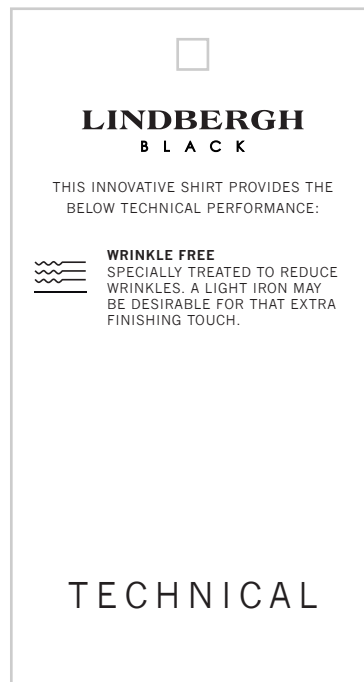 LINDBERGH
BLACK
THIS INNOVATIVE SHIRT PROVIDES THE
BELOW TECHNICAL PERFORMANCE:
WRINKLE FREE
SPECIALLY TREATED TO REDUCE
WRINKLES. A LIGHT IRON MAY
BE DESIRABLE FOR THAT EXTRA
FINISHING TOUCH.
TECHNICAL